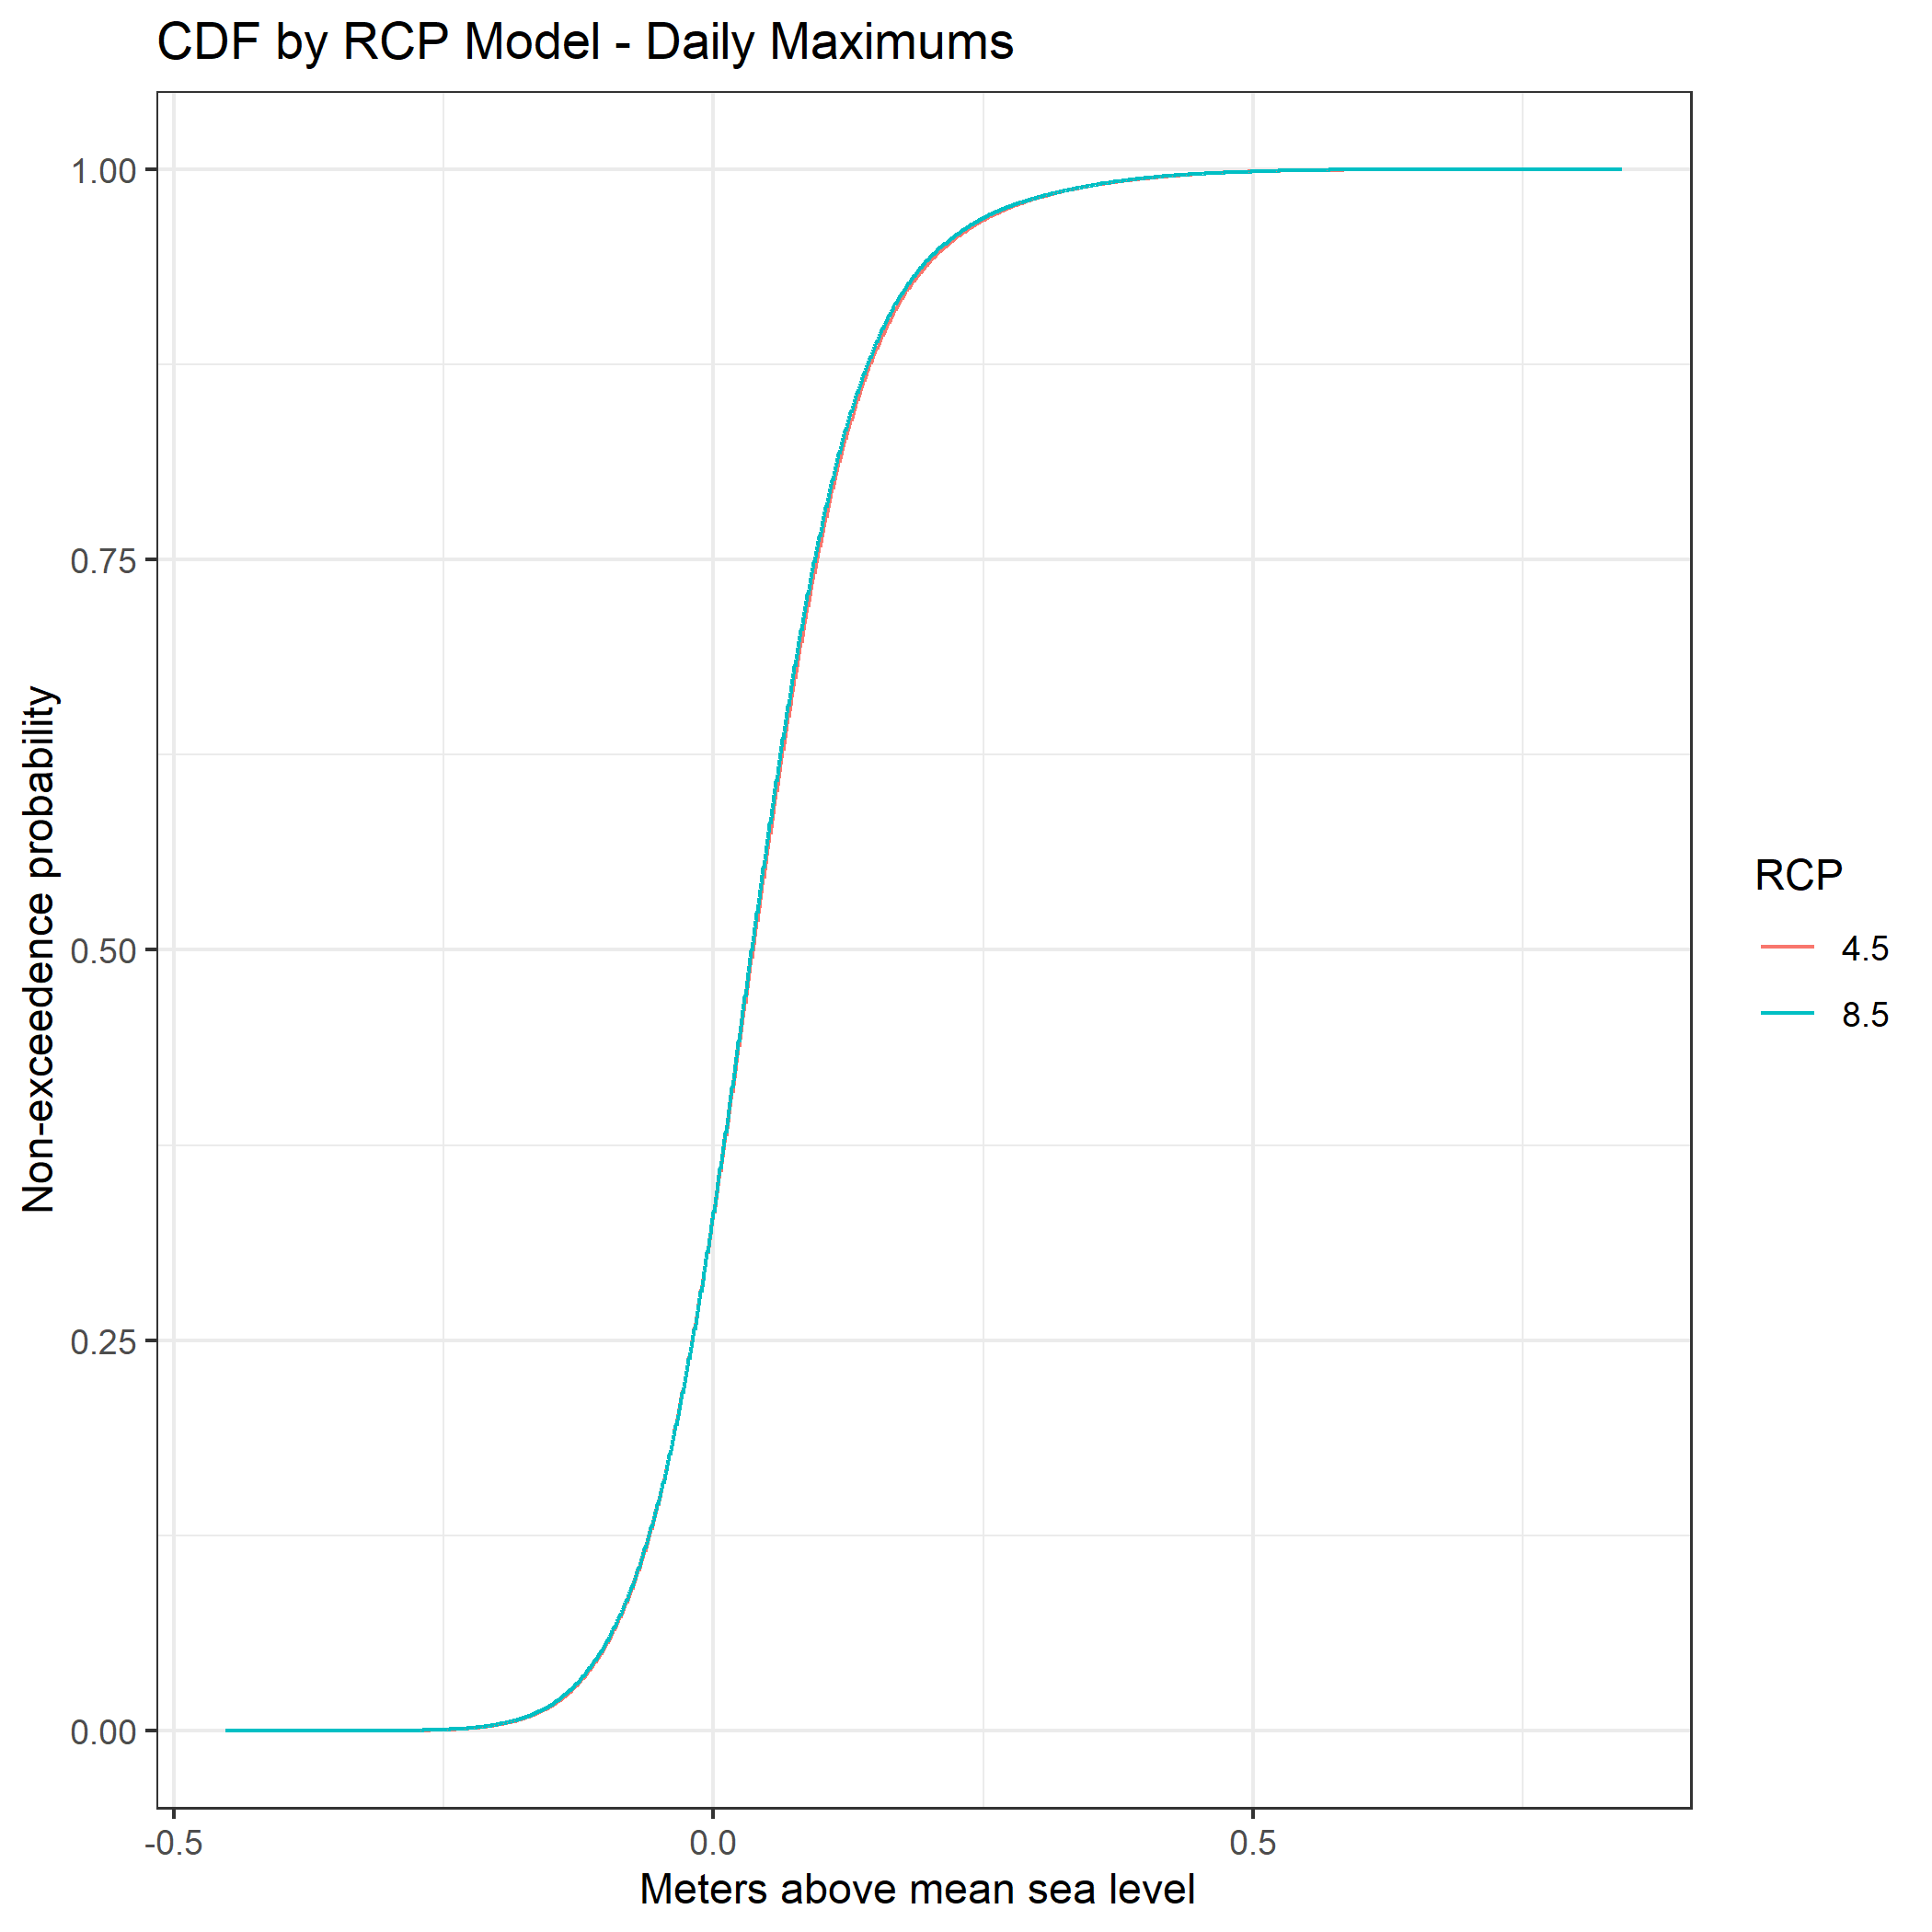 CDF by RCP Model - Daily Maximums
1.00
0.75
0.50
0.25
0.00
Non-exceedence probability
-0.5
0.0
0.5
Meters above mean sea level
RCP
4.5
8.5